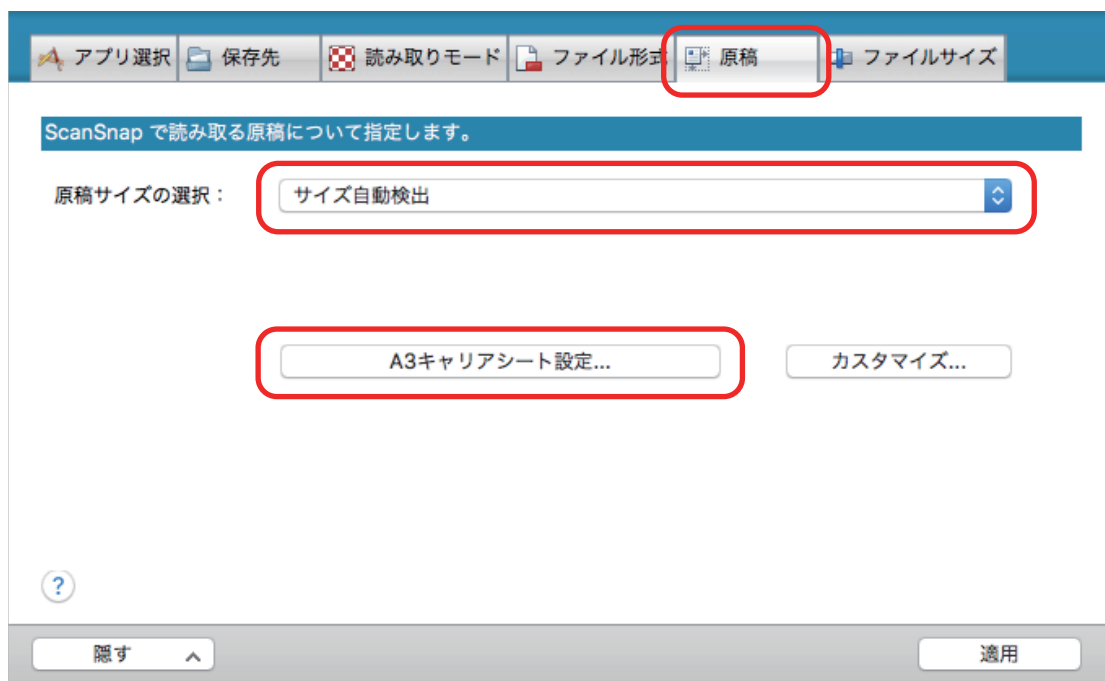 アプリ選択 保存先 読み取りモード ファイル形式 原稿 ファイルサイズ
ScanSnap で読み取る原稿について指定します。
原稿サイズの選択： サイズ自動検出
A3キャリアシート設定... カスタマイズ...
?
隠す 適用